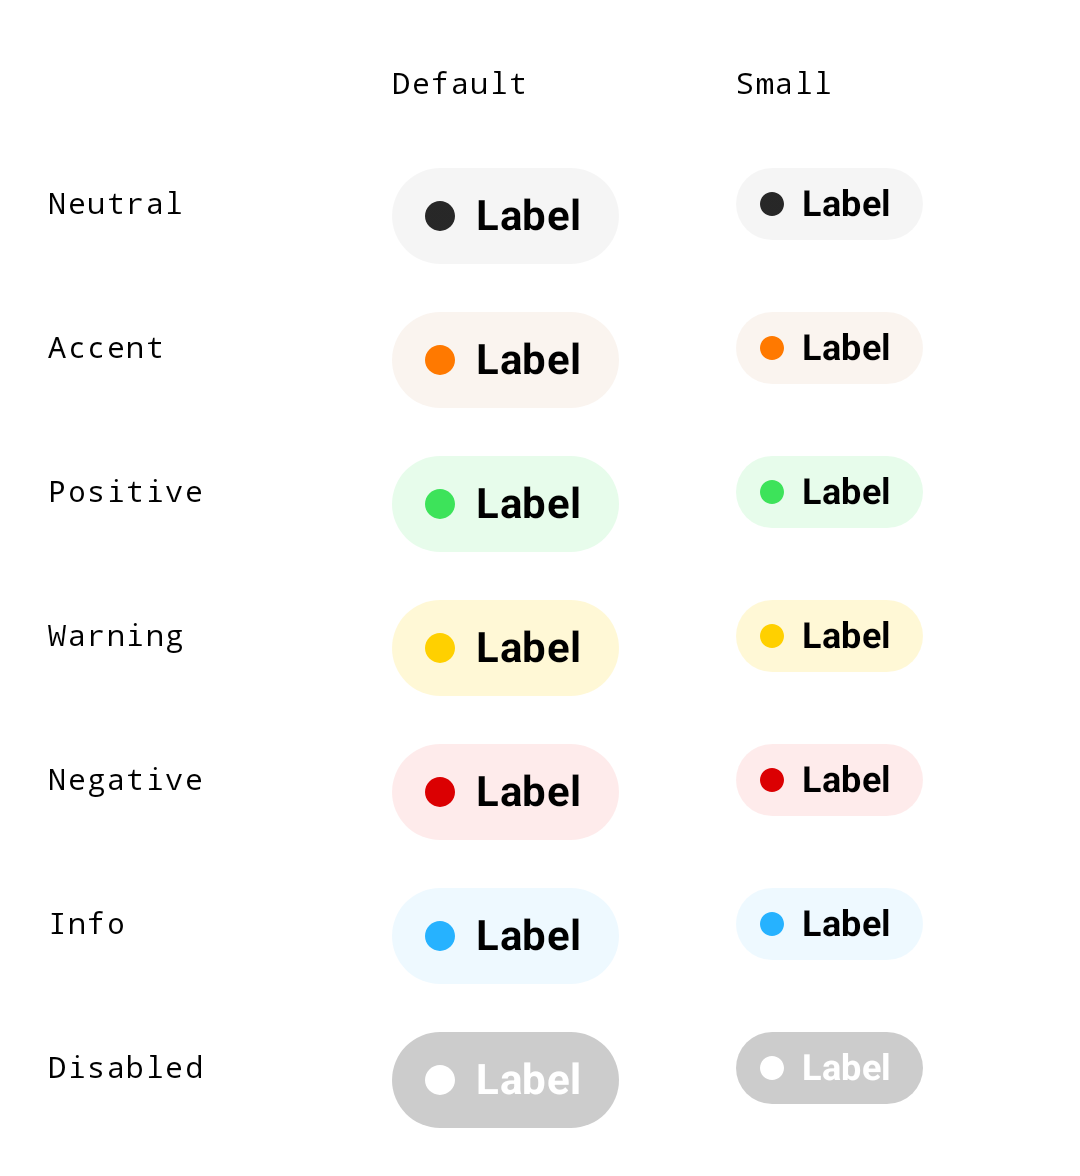 Default Small
Neutral Label Label
Accent Label Label
Positive Label Label
Warning Label Label
Negative Label Label
Info Label Label
Disabled Label Label